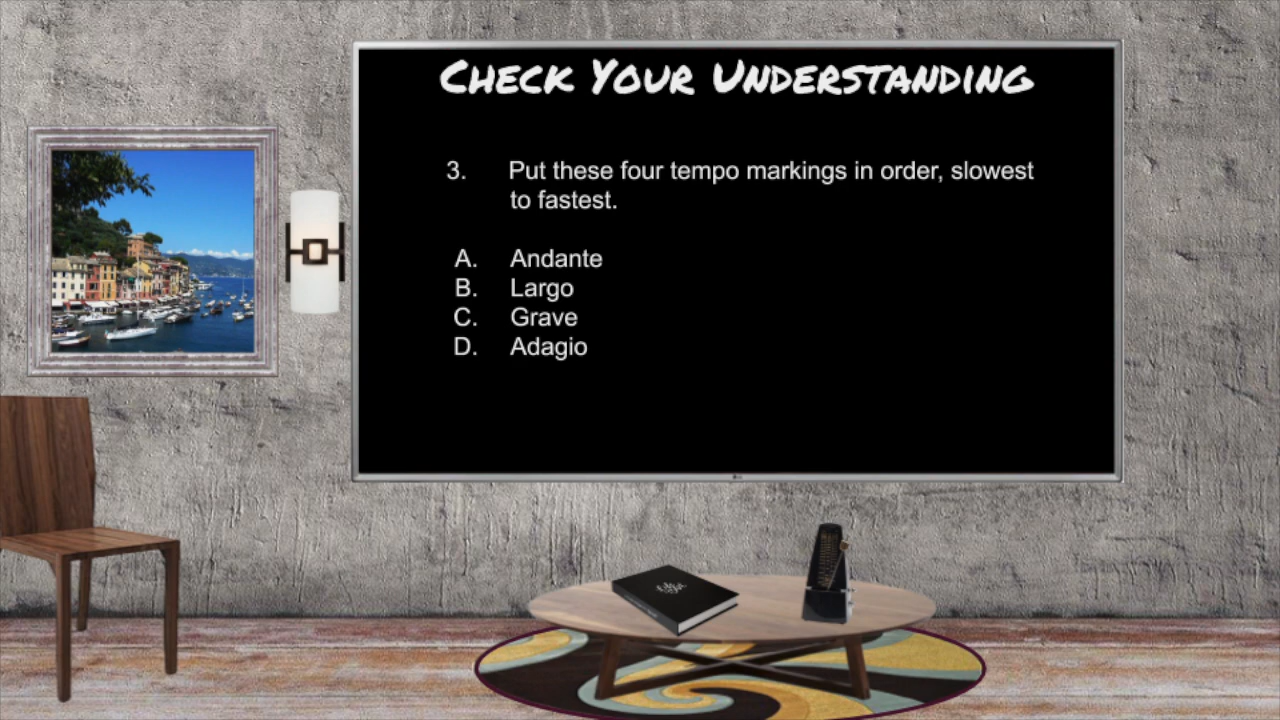 Check Your Understanding
3. Put these four tempo markings in order, slowest
to fastest.
A. Andante
B. Largo
C. Grave
D. Adagio